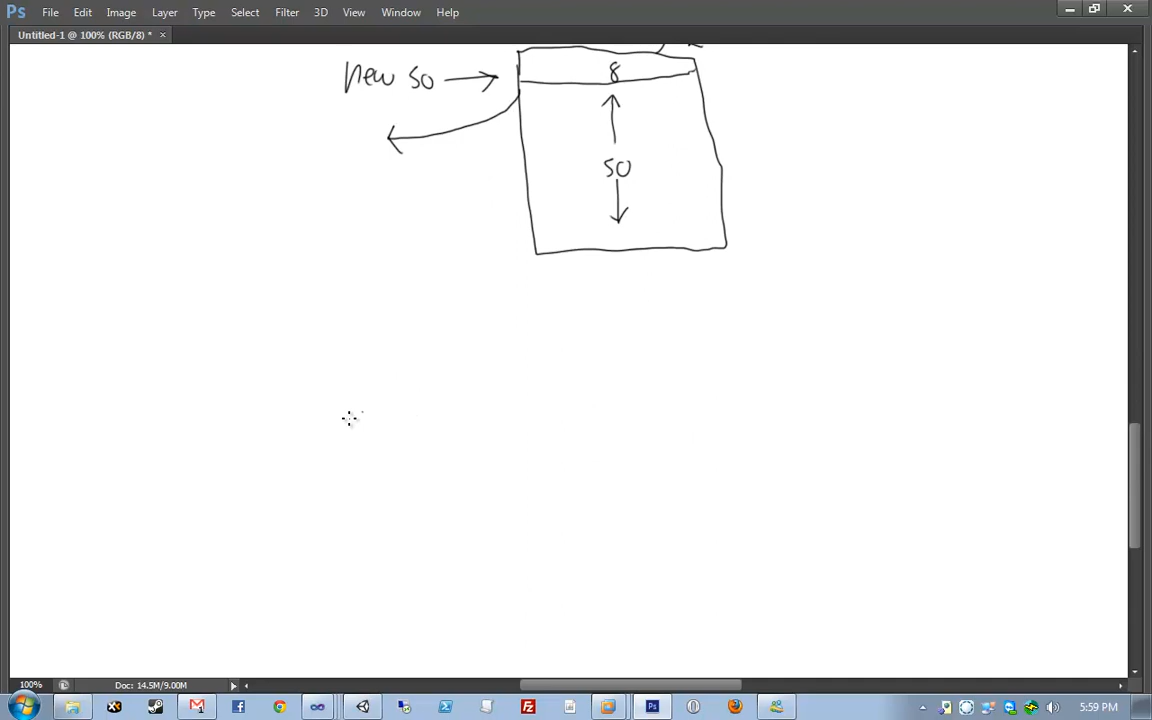 Ps File Edit Image Layer Type Select Filter 3D View Window Help
Untitled-1 @ 100% (RGB/8) * ×
8
new 50
50
100% Doc: 14.5M/9.00M
5:59 PM